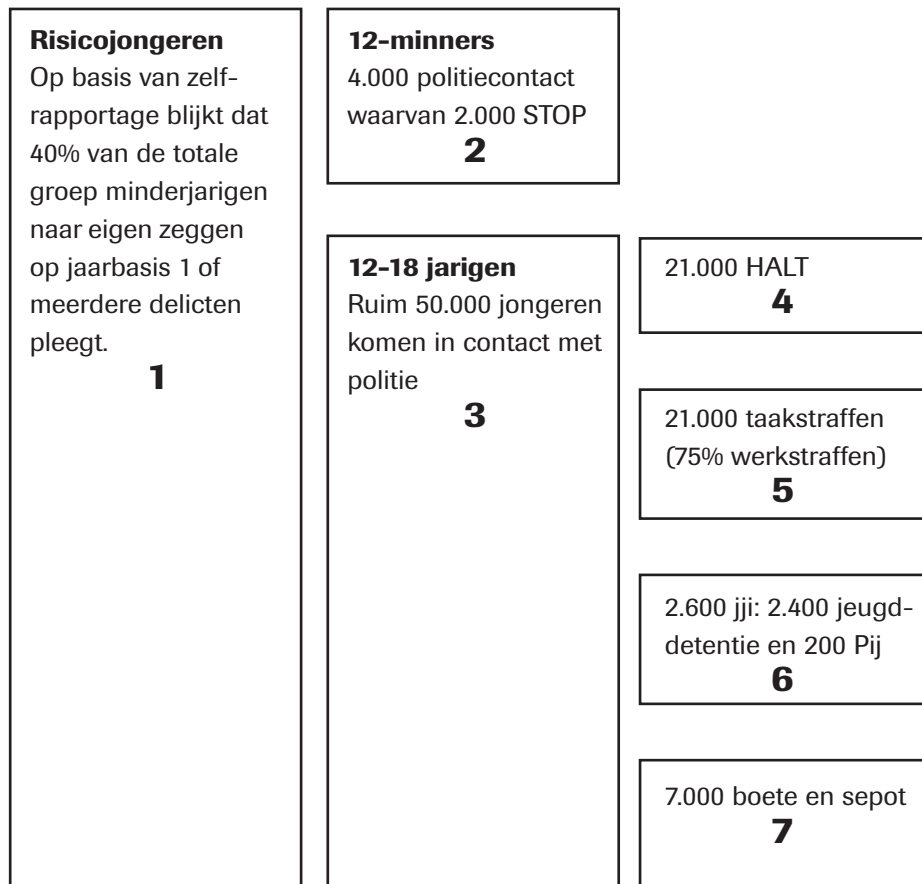 Risicojongeren
Op basis van zelf-
rapportage blijkt dat
40% van de totale
groep minderjarigen
naar eigen zeggen
op jaarbasis 1 of
meerdere delicten
pleegt.
1
12-minners
4.000 politiecontact
waarvan 2.000 STOP
2
12-18 jarigen
Ruim 50.000 jongeren
komen in contact met
politie
3
21.000 HALT
4
21.000 taakstraffen
(75% werkstraffen)
5
2.600 jji: 2.400 jeugd-
detentie en 200 Pij
6
7.000 boete en sepot
7